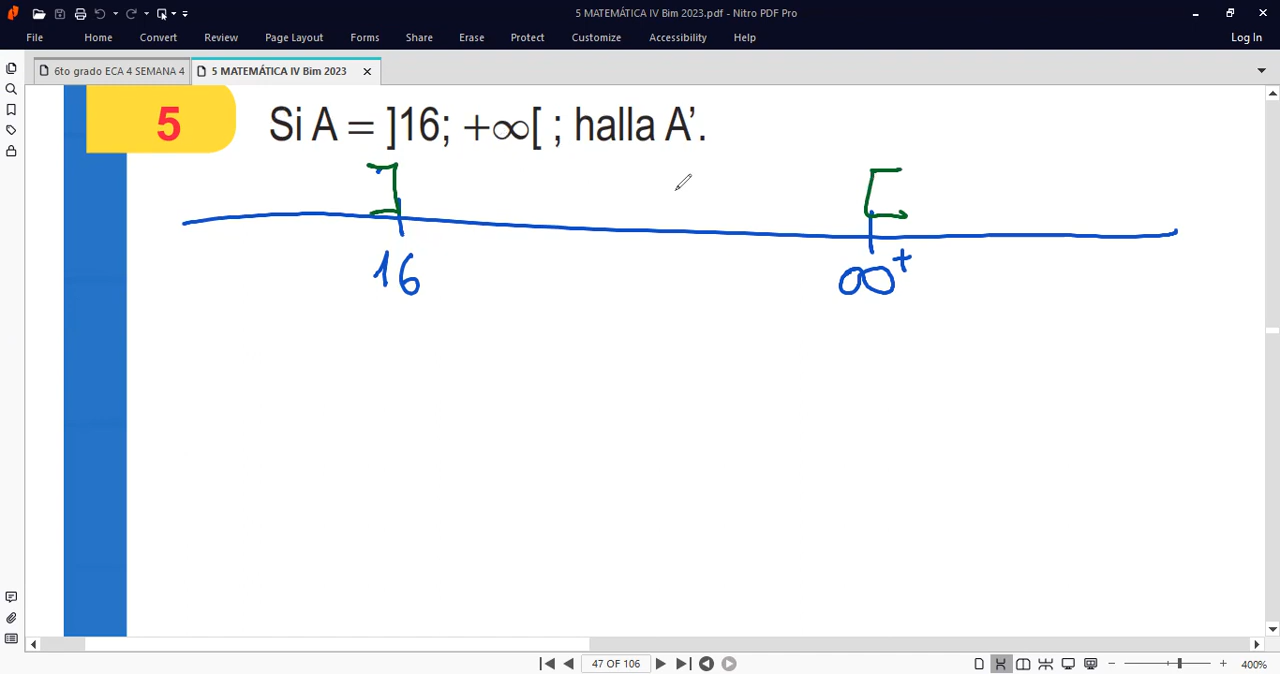 5 MATEMÁTICA IV Bim 2023.pdf - Nitro PDF Pro
File Home Convert Review Page Layout Forms Share Erase Protect Customize Accessibility Help Log In
6to grado ECA 4 SEMANA 4 5 MATEMÁTICA IV Bim 2023
5 Si A = ]16; +∞[ ; halla A’.
] [
16 ∞+
47 OF 106 400%